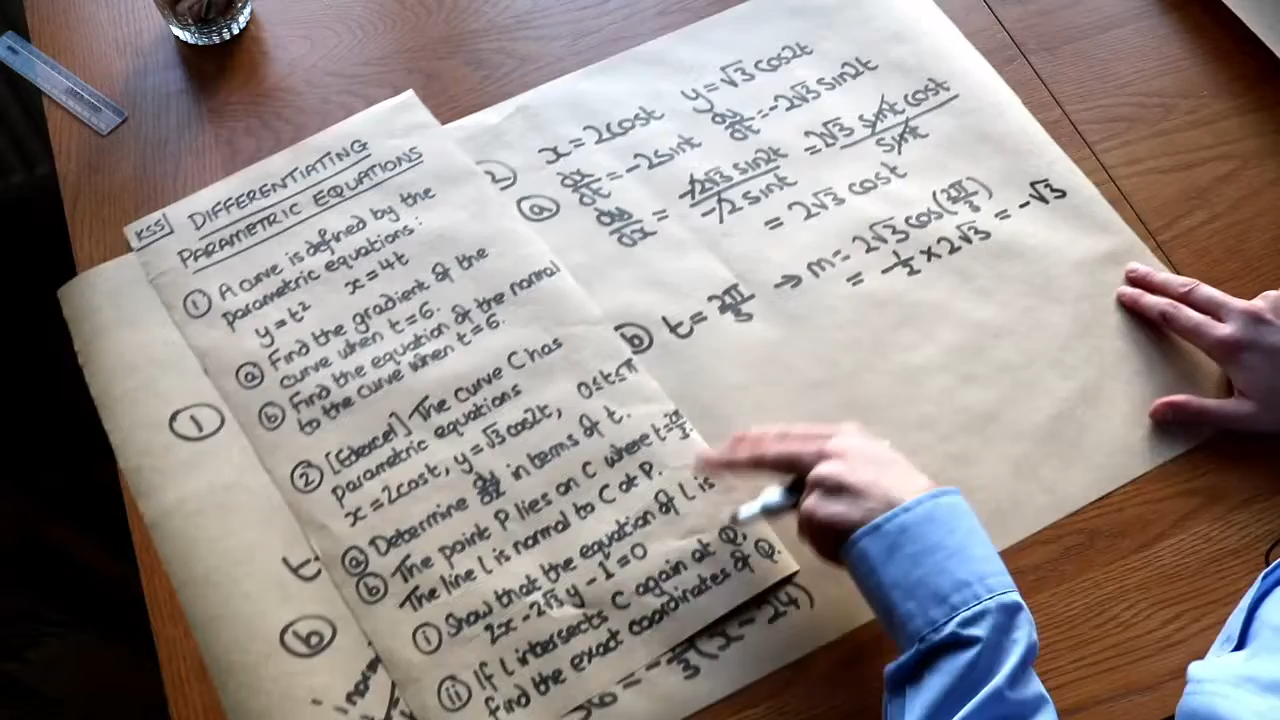 KS5
DIFFERENTIATING
PARAMETRIC EQUATIONS
① A curve is defined by the
parametric equations:
y=t² x=4t
ⓐ Find the gradient of the
curve when t=6.
ⓑ Find the equation of the normal
to the curve when t=6.
② [Edexcel] The curve C has
parametric equations
x=2cost, y=√3 cos2t, 0≤t≤π
ⓐ Determine dy/dx in terms of t.
ⓑ The point P lies on C where t=2π/3.
The line l is normal to C at P.
ⓘ Show that the equation of l is
2x-2√3y-1=0
ⓘⓘ If l intersects C again at Q,
find the exact coordinates of Q.
①
t
ⓑ
36 = -4/3(x-24)
2)
x=2cost y=√3 cos2t
ⓐ dx/dt=-2sint dy/dt=-2√3 sin2t
dy/dx = -2√3 sin2t/-2sint = 2√3 sint cost/sint
= 2√3 cost
ⓑ t=2π/3 → m=2√3 cos(2π/3)
= -1/2×2√3 = -√3